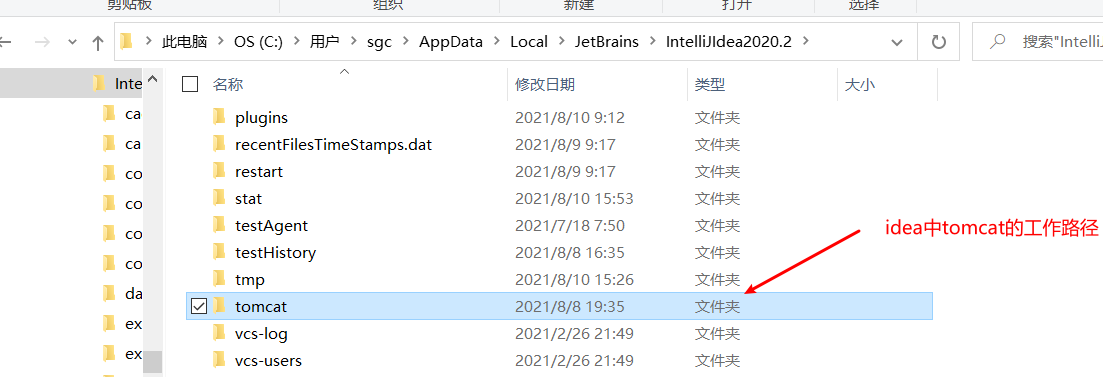 剪贴板 组织 新建 打开 选择
此电脑 OS (C:) 用户 sgc AppData Local JetBrains IntelliJIdea2020.2 搜索"IntelliJ
Inte 名称 修改日期 类型 大小
ca plugins 2021/8/10 9:12 文件夹
ca recentFilesTimeStamps.dat 2021/8/9 9:17 文件夹
co restart 2021/8/9 9:17 文件夹
co stat 2021/8/10 15:53 文件夹
co testAgent 2021/7/18 7:50 文件夹
co testHistory 2021/8/8 16:35 文件夹
da tmp 2021/8/10 15:26 文件夹
ex tomcat 2021/8/8 19:35 文件夹
ex vcs-log 2021/2/26 21:49 文件夹
vcs-users 2021/2/26 21:49 文件夹
idea中tomcat的工作路径